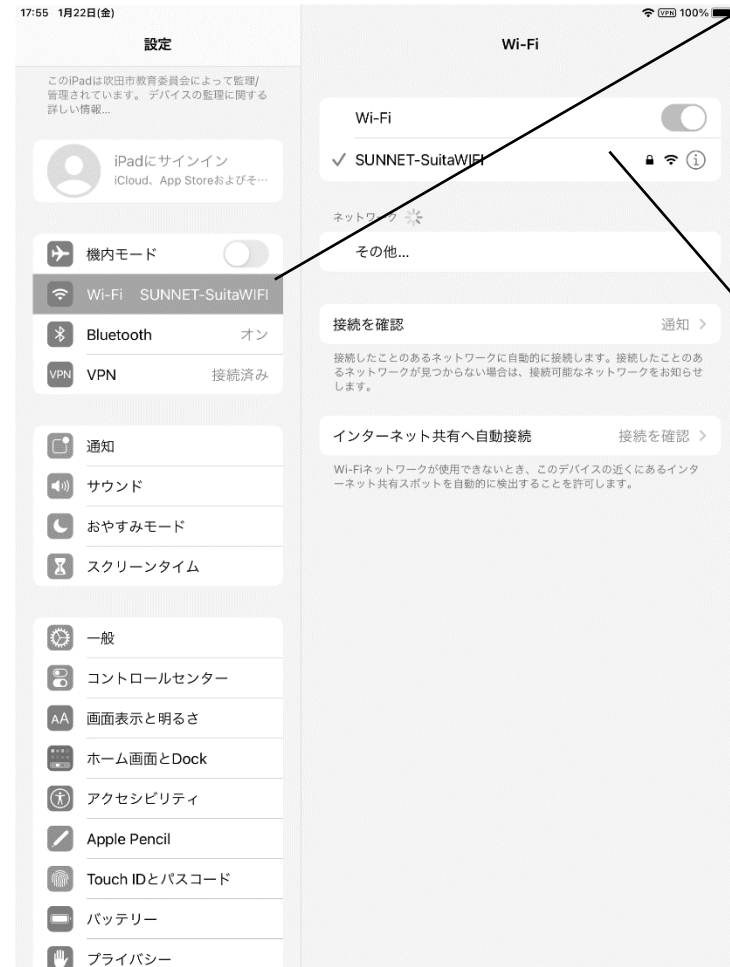 17:55 1月22日(金)
VPN 100%
設定
このiPadは吹田市教育委員会によって監理/
管理されています。 デバイスの監理に関する
詳しい情報...
iPadにサインイン
iCloud、App Storeおよびそ…
機内モード
Wi-Fi SUNNET-SuitaWIFI
Bluetooth オン
VPN VPN 接続済み
通知
サウンド
おやすみモード
スクリーンタイム
一般
コントロールセンター
AA 画面表示と明るさ
ホーム画面とDock
アクセシビリティ
Apple Pencil
Touch IDとパスコード
バッテリー
プライバシー
Wi-Fi
Wi-Fi
SUNNET-SuitaWIFI
ネットワーク
その他...
接続を確認 通知
接続したことのあるネットワークに自動的に接続します。接続したことのあ
るネットワークが見つからない場合は、接続可能なネットワークをお知らせ
します。
インターネット共有へ自動接続 接続を確認
Wi-Fiネットワークが使用できないとき、このデバイスの近くにあるインタ
ーネット共有スポットを自動的に検出することを許可します。